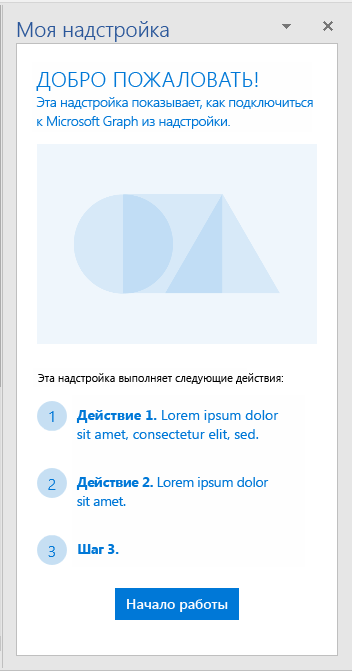 Моя надстройка
ДОБРО ПОЖАЛОВАТЬ!
Эта надстройка показывает, как подключиться
к Microsoft Graph из надстройки.
Эта надстройка выполняет следующие действия:
1 Действие 1. Lorem ipsum dolor
sit amet, consectetur elit, sed.
2 Действие 2. Lorem ipsum dolor
sit amet.
3 Шаг 3.
Начало работы